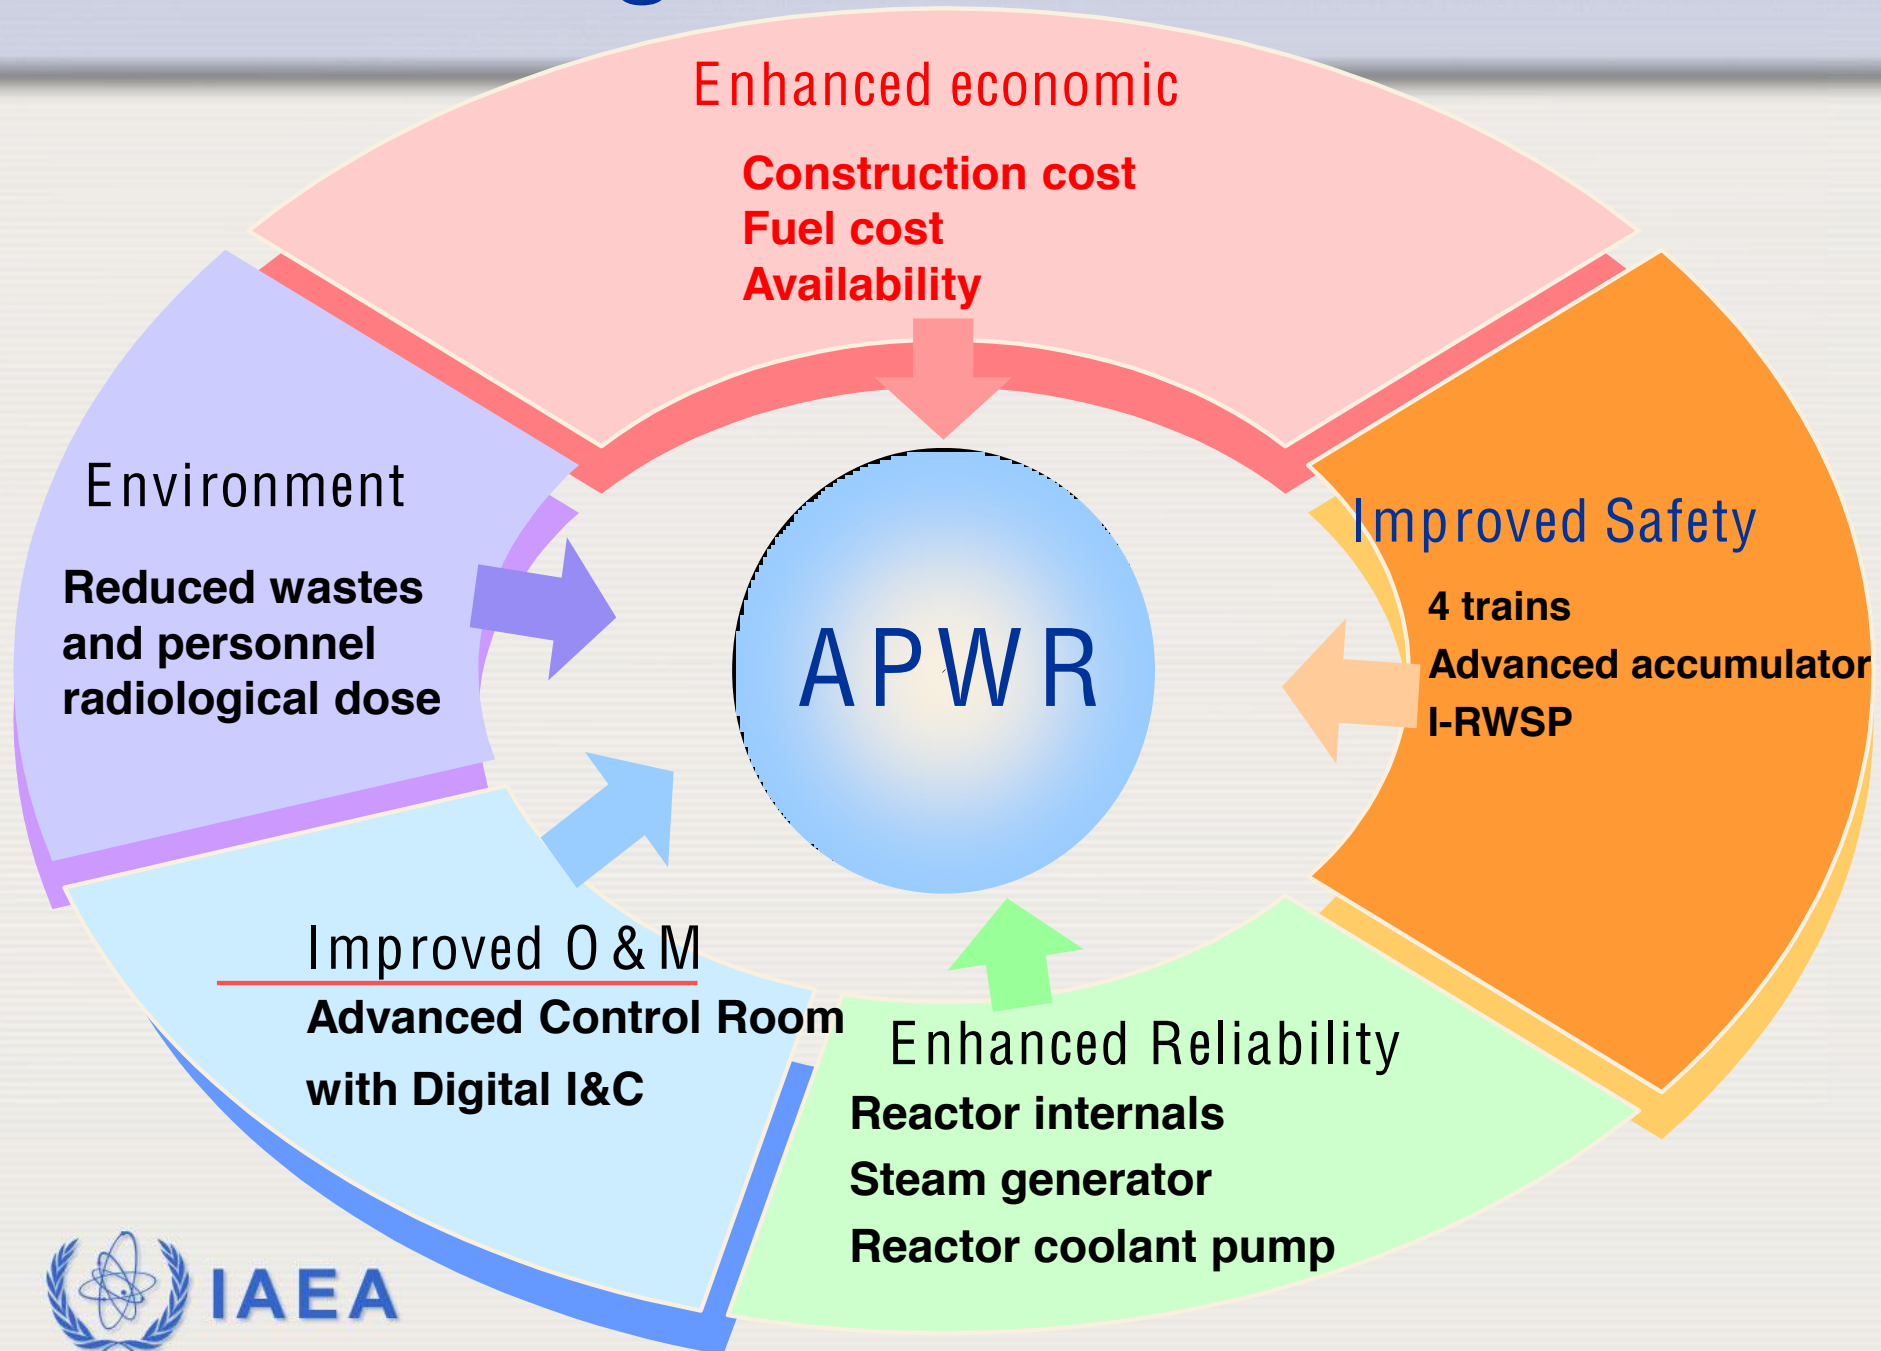 Enhanced economic
Construction cost
Fuel cost
Availability
Environment
Reduced wastes
and personnel
radiological dose
APWR
Improved Safety
4 trains
Advanced accumulator
I-RWSP
Improved O & M
Advanced Control Room
with Digital I&C
Enhanced Reliability
Reactor internals
Steam generator
Reactor coolant pump
IAEA